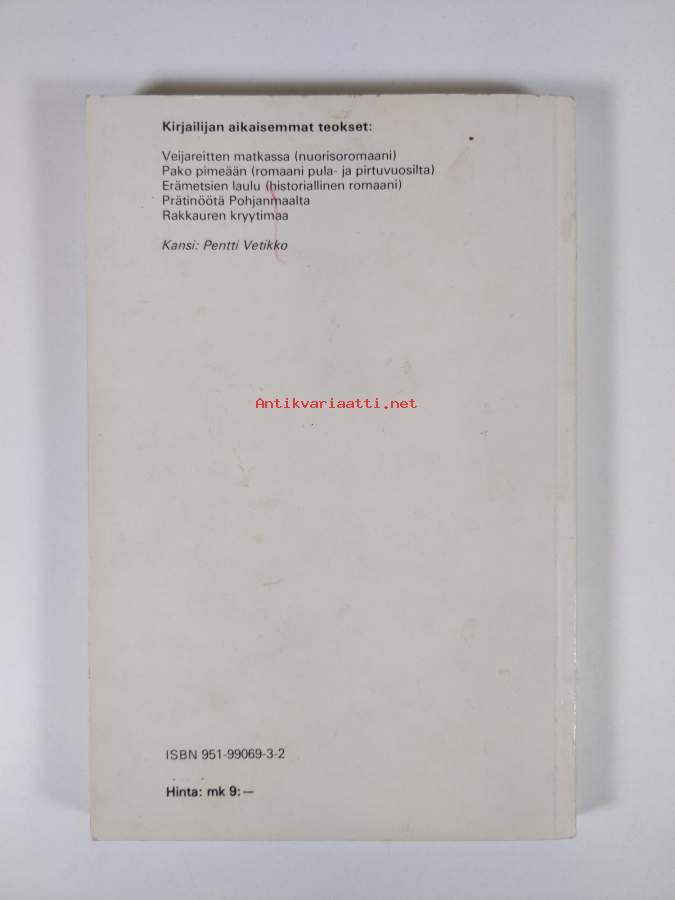 Kirjailijan aikaisemmat teokset:
Veijareitten matkassa (nuorisoromaani)
Pako pimeään (romaani pula- ja pirtuvuosilta)
Erämetsien laulu (historiallinen romaani)
Prätinöötä Pohjanmaalta
Rakkauren kryytimaa
Kansi: Pentti Vetikko
Antikvariaatti.net
ISBN 951-99069-3-2
Hinta: mk 9:—